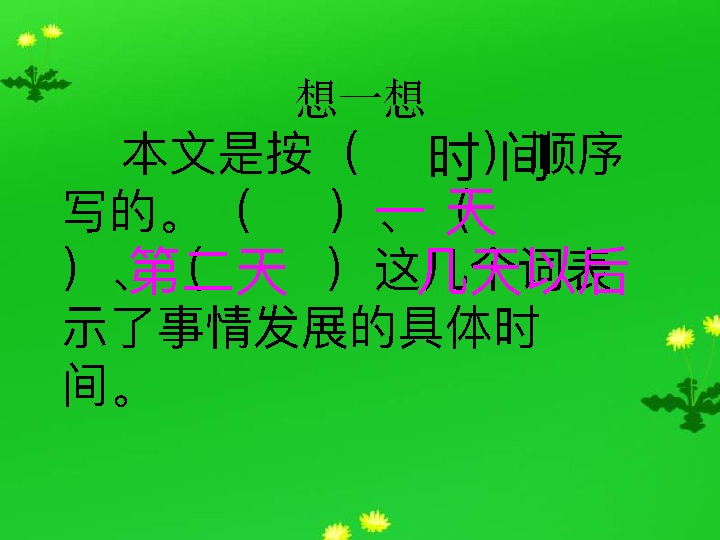 想一想
本文是按（ 时间 ）顺序
写的。（ ）、一天（
）、第二天（ ）这几个词表几天以后
示了事情发展的具体时
间。